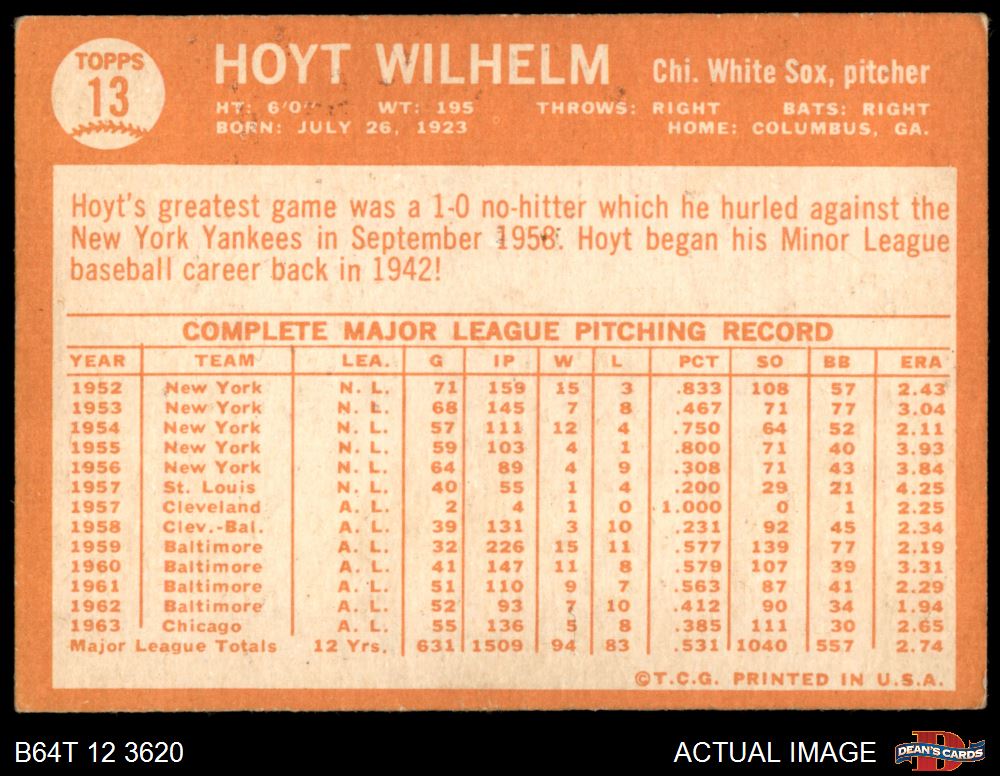 TOPPS
13
HOYT WILHELM
Chi. White Sox, pitcher
HT: 6'0" WT: 195 THROWS: RIGHT BATS: RIGHT
BORN: JULY 26, 1923 HOME: COLUMBUS, GA.
Hoyt's greatest game was a 1-0 no-hitter which he hurled against the
New York Yankees in September 1958. Hoyt began his Minor League
baseball career back in 1942!
COMPLETE MAJOR LEAGUE PITCHING RECORD
YEAR TEAM LEA. G IP W L PCT SO BB ERA
1952 New York N. L. 71 159 15 3 .833 108 57 2.43
1953 New York N. L. 68 145 7 8 .467 71 77 3.04
1954 New York N. L. 57 111 12 4 .750 64 52 2.11
1955 New York N. L. 59 103 4 1 .800 71 40 3.93
1956 New York N. L. 64 89 4 9 .308 71 43 3.84
1957 St. Louis N. L. 40 55 1 4 .200 29 21 4.25
1957 Cleveland A. L. 2 4 1 0 1.000 0 1 2.25
1958 Clev.-Bal. A. L. 39 131 3 10 .231 92 45 2.34
1959 Baltimore A. L. 32 226 15 11 .577 139 77 2.19
1960 Baltimore A. L. 41 147 11 8 .579 107 39 3.31
1961 Baltimore A. L. 51 110 9 7 .563 87 41 2.29
1962 Baltimore A. L. 52 93 7 10 .412 90 34 1.94
1963 Chicago A. L. 55 136 5 8 .385 111 30 2.65
Major League Totals 12 Yrs. 631 1509 94 83 .531 1040 557 2.74
©T.C.G. PRINTED IN U.S.A.
B64T 12 3620
ACTUAL IMAGE
DEAN'S CARDS